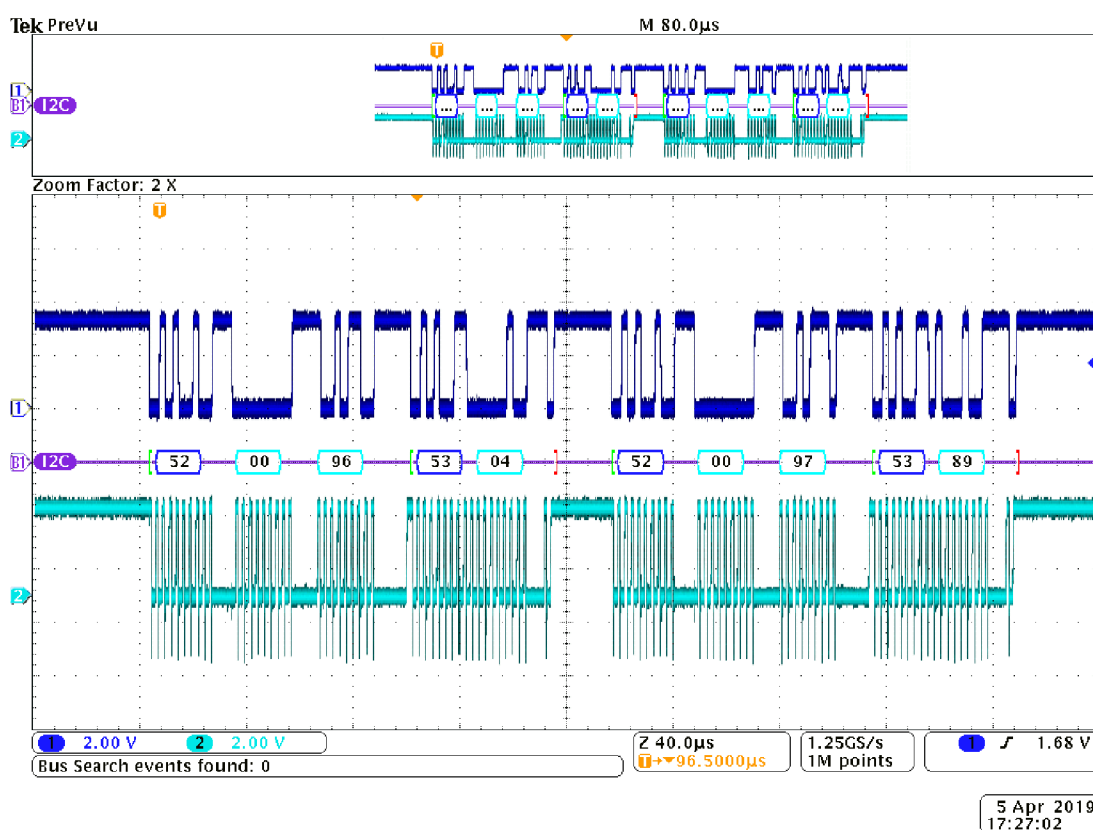 Tek PreVu M 80.0µs
T
... ... ... ... ... ... ... ... ... ...
1
B1 I2C
2
Zoom Factor: 2 X
T
1
B1 I2C 52 00 96 53 04 52 00 97 53 89
2
1 2.00 V 2 2.00 V Z 40.0µs 1.25GS/s 1 1.68 V
T→▼96.5000µs 1M points
Bus Search events found: 0
5 Apr 2019
17:27:02